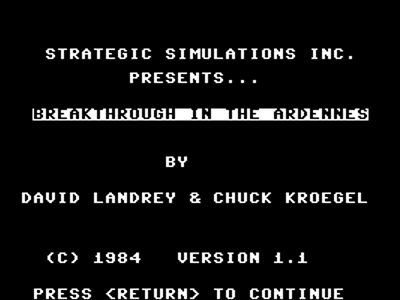 STRATEGIC SIMULATIONS INC.
PRESENTS...
BREAKTHROUGH IN THE ARDENNES
BY
DAVID LANDREY & CHUCK KROEGEL
(C) 1984 VERSION 1.1
PRESS <RETURN> TO CONTINUE